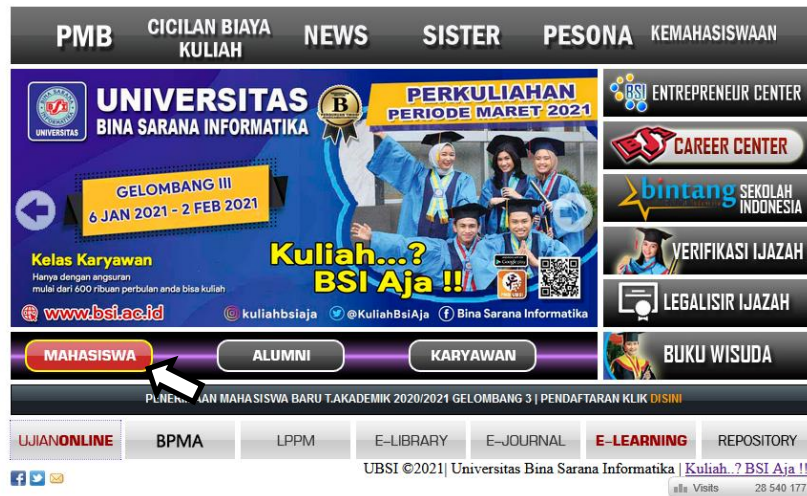 PMB
CICILAN BIAYA
KULIAH
NEWS
SISTER
PESONA
KEMAHASISWAAN
UNIVERSITAS
UNIVERSITAS
BINA SARANA INFORMATIKA
B
PERKULIAHAN
PERIODE MARET 2021
GELOMBANG III
6 JAN 2021 - 2 FEB 2021
Kelas Karyawan
Hanya dengan angsuran
mulai dari 600 ribuan perbulan anda bisa kuliah
Kuliah...?
BSI Aja !!
Google play
www.bsi.ac.id
kuliahbsiaja
@KuliahBsiAja
Bina Sarana Informatika
BSI ENTREPRENEUR CENTER
BSI CAREER CENTER
bintang SEKOLAH
INDONESIA
VERIFIKASI IJAZAH
LEGALISIR IJAZAH
BUKU WISUDA
MAHASISWA
ALUMNI
KARYAWAN
MAHASISWA BARU T.AKADEMIK 2020/2021 GELOMBANG 3 | PENDAFTARAN KLIK DISINI
UJIANONLINE
BPMA
LPPM
E-LIBRARY
E-JOURNAL
E-LEARNING
REPOSITORY
UBSI ©2021| Universitas Bina Sarana Informatika | Kuliah..? BSI Aja !!
Visits 28 540 177